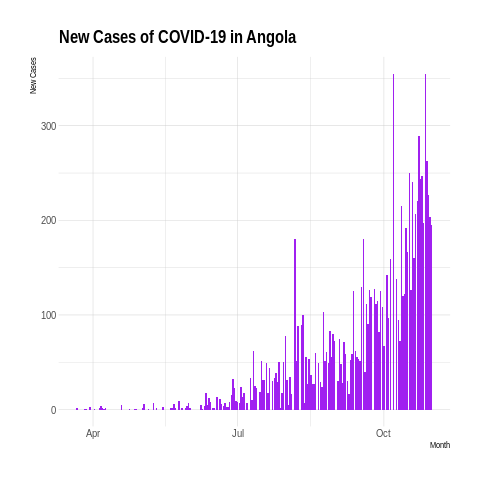 New Cases of COVID-19 in Angola
New Cases
300
200
100
0
Apr
Jul
Oct
Month